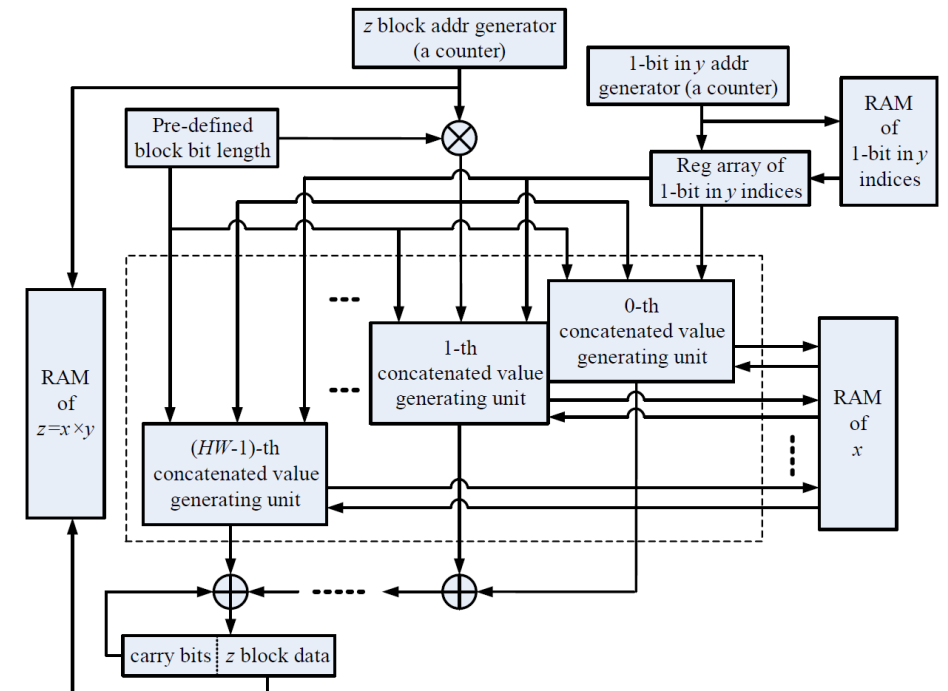 z block addr generator
(a counter)
1-bit in y addr
generator (a counter)
RAM
of
1-bit in y
indices
Pre-defined
block bit length
Reg array of
1-bit in y indices
0-th
concatenated value
generating unit
1-th
concatenated value
generating unit
RAM
of
z=x×y
RAM
of
x
(HW-1)-th
concatenated value
generating unit
carry bits
z block data